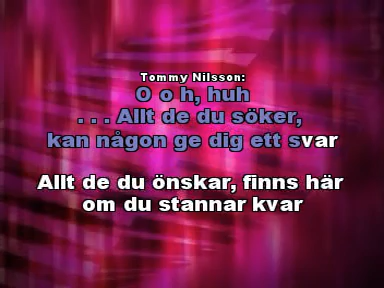 Tommy Nilsson:
O o h, huh
. . . Allt de du söker,
kan någon ge dig ett svar
Allt de du önskar, finns här
om du stannar kvar